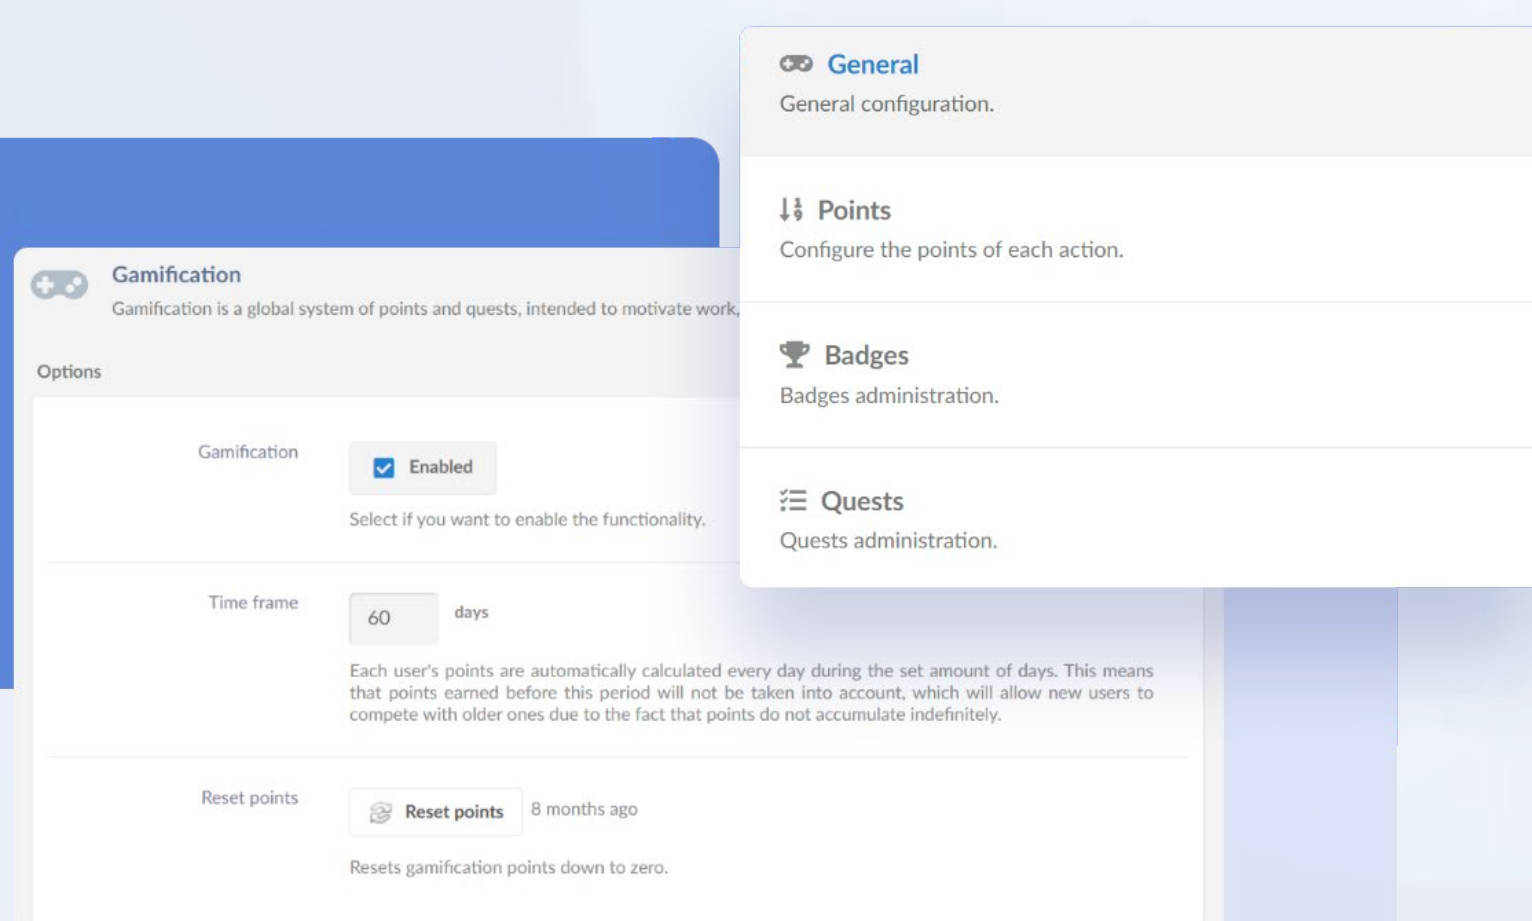 General
General configuration.
Points
Configure the points of each action.
Badges
Badges administration.
Quests
Quests administration.
Gamification
Gamification is a global system of points and quests, intended to motivate work,
Options
Gamification
Enabled
Select if you want to enable the functionality.
Time frame
60 days
Each user's points are automatically calculated every day during the set amount of days. This means
that points earned before this period will not be taken into account, which will allow new users to
compete with older ones due to the fact that points do not accumulate indefinitely.
Reset points
Reset points 8 months ago
Resets gamification points down to zero.